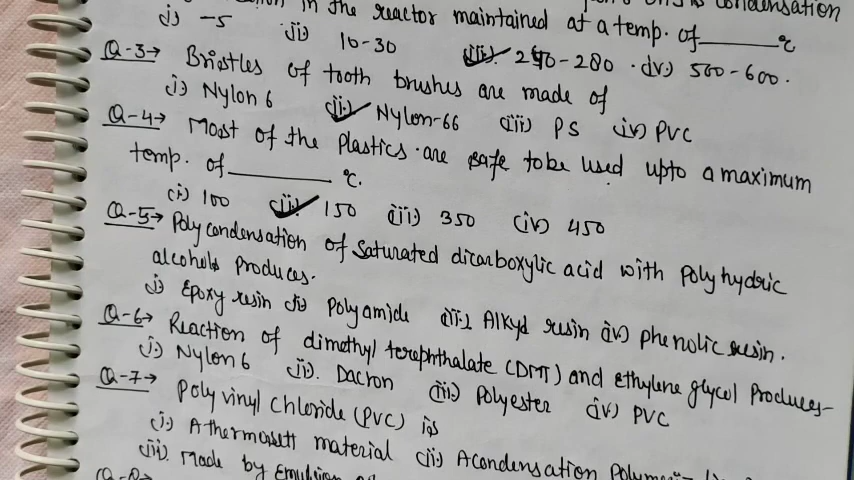 in the reactor maintained at a temp. of ______ °c
i) -5 ii) 10-30 iii) 240-280 . iv) 500-600.
Q-3→ Bristles of tooth brushes are made of
i) Nylon 6 ii) Nylon-66 iii) PS iv) PVC
Q-4→ Most of the Plastics are safe to be used upto a maximum
temp. of ______ °c.
i) 100 ii) 150 iii) 350 iv) 450
Q-5→ Polycondensation of saturated dicarboxylic acid with polyhydric
alcohols produces.
i) Epoxy resin ii) Polyamide iii) Alkyd resin iv) phenolic resin.
Q-6→ Reaction of dimethyl terephthalate (DMT) and Ethylene glycol Produces-
i) Nylon 6 ii). Dacron iii) Polyester iv) PVC
Q-7→ Polyvinyl chloride (PVC) is
i) A thermosett material ii) A condensation
iii). Made by Emulsion